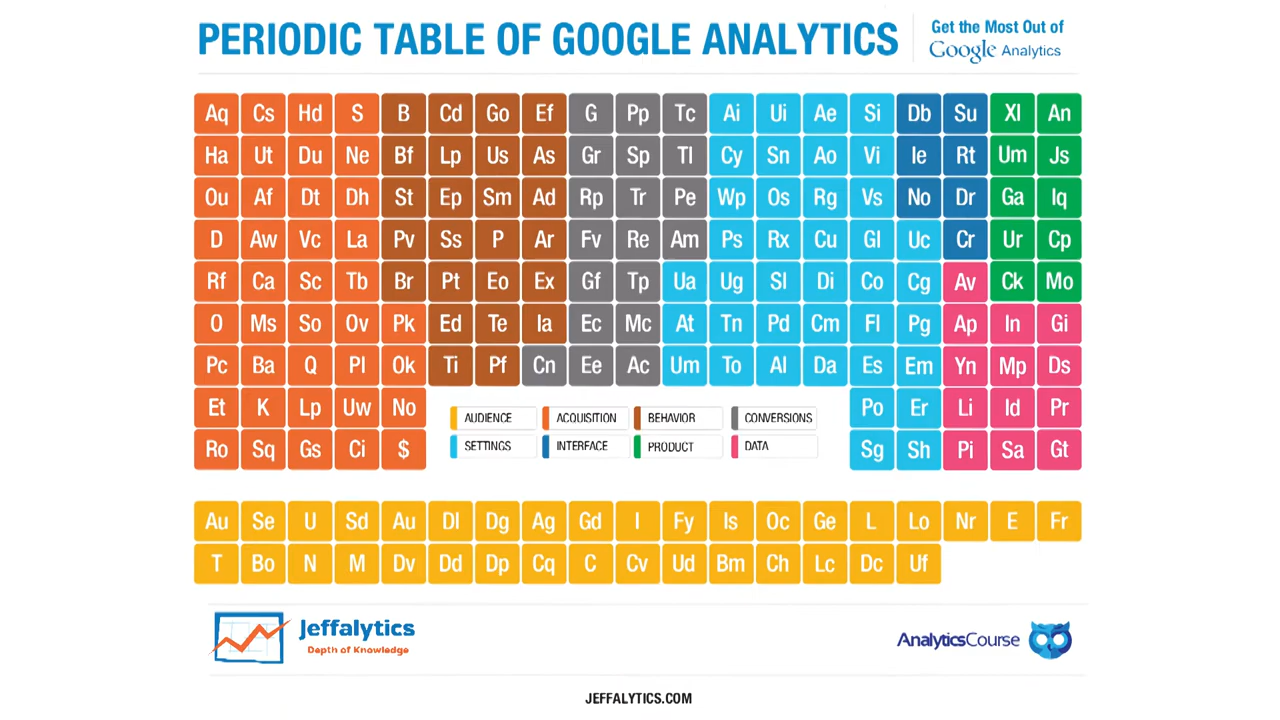 PERIODIC TABLE OF GOOGLE ANALYTICS
Get the Most Out of
Google Analytics
Aq Cs Hd S B Cd Go Ef G Pp Tc Ai Ui Ae Si Db Su XI An
Ha Ut Du Ne Bf Lp Us As Gr Sp TI Cy Sn Ao Vi Ie Rt Um Js
Ou Af Dt Dh St Ep Sm Ad Rp Tr Pe Wp Os Rg Vs No Dr Ga Iq
D Aw Vc La Pv Ss P Ar Fv Re Am Ps Rx Cu GI Uc Cr Ur Cp
Rf Ca Sc Tb Br Pt Eo Ex Gf Tp Ua Ug SI Di Co Cg Av Ck Mo
O Ms So Ov Pk Ed Te Ia Ec Mc At Tn Pd Cm FI Pg Ap In Gi
Pc Ba Q PI Ok Ti Pf Cn Ee Ac Um To AI Da Es Em Yn Mp Ds
Et K Lp Uw No Po Er Li Id Pr
Ro Sq Gs Ci $ Sg Sh Pi Sa Gt
AUDIENCE ACQUISITION BEHAVIOR CONVERSIONS
SETTINGS INTERFACE PRODUCT DATA
Au Se U Sd Au DI Dg Ag Gd I Fy Is Oc Ge L Lo Nr E Fr
T Bo N M Dv Dd Dp Cq C Cv Ud Bm Ch Lc Dc Uf
Jeffalytics
Depth of Knowledge
AnalyticsCourse
JEFFALYTICS.COM